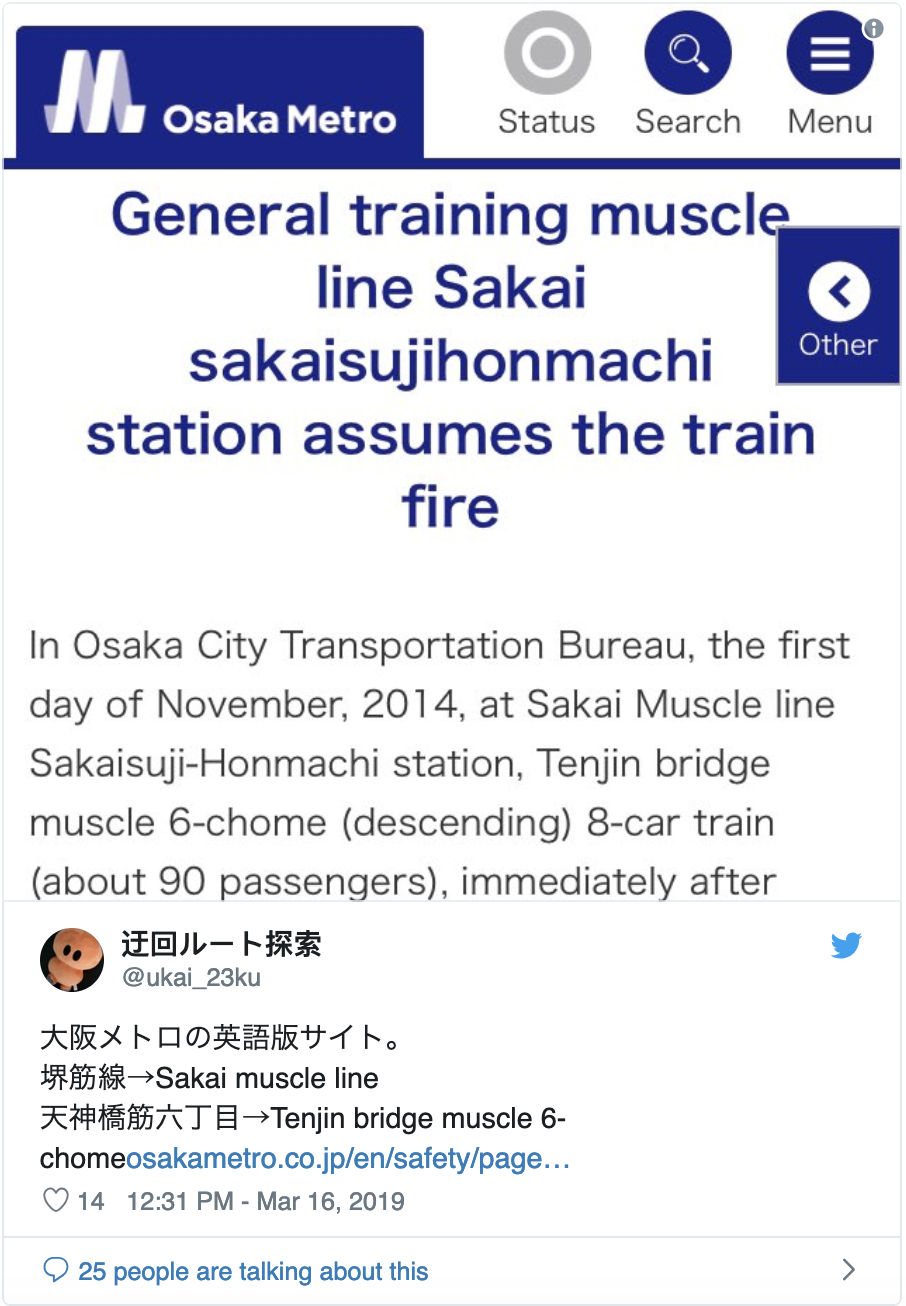 Osaka Metro
Status
Search
Menu
General training muscle
line Sakai
sakaisujihonmachi
station assumes the train
fire
Other
In Osaka City Transportation Bureau, the first
day of November, 2014, at Sakai Muscle line
Sakaisuji-Honmachi station, Tenjin bridge
muscle 6-chome (descending) 8-car train
(about 90 passengers), immediately after
迂回ルート探索
@ukai_23ku
大阪メトロの英語版サイト。
堺筋線→Sakai muscle line
天神橋筋六丁目→Tenjin bridge muscle 6-
chomeosakametro.co.jp/en/safety/page…
14 12:31 PM - Mar 16, 2019
25 people are talking about this